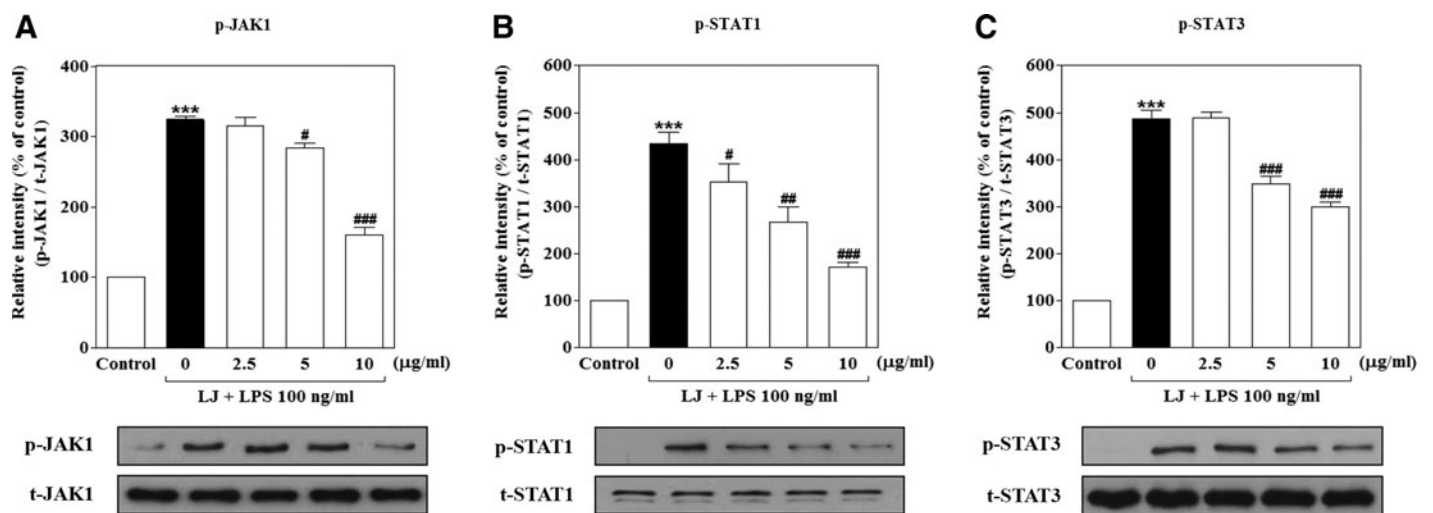 A
p-JAK1
Relative intensity (% of control)
(p-JAK1 / t-JAK1)
400
300
200
100
0
***
#
###
Control 0 2.5 5 10 (µg/ml)
LJ + LPS 100 ng/ml
p-JAK1
t-JAK1
B
p-STAT1
Relative intensity (% of control)
(p-STAT1 / t-STAT1)
600
500
400
300
200
100
0
***
#
##
###
Control 0 2.5 5 10 (µg/ml)
LJ + LPS 100 ng/ml
p-STAT1
t-STAT1
C
p-STAT3
Relative intensity (% of control)
(p-STAT3 / t-STAT3)
600
500
400
300
200
100
0
***
###
###
Control 0 2.5 5 10 (µg/ml)
LJ + LPS 100 ng/ml
p-STAT3
t-STAT3